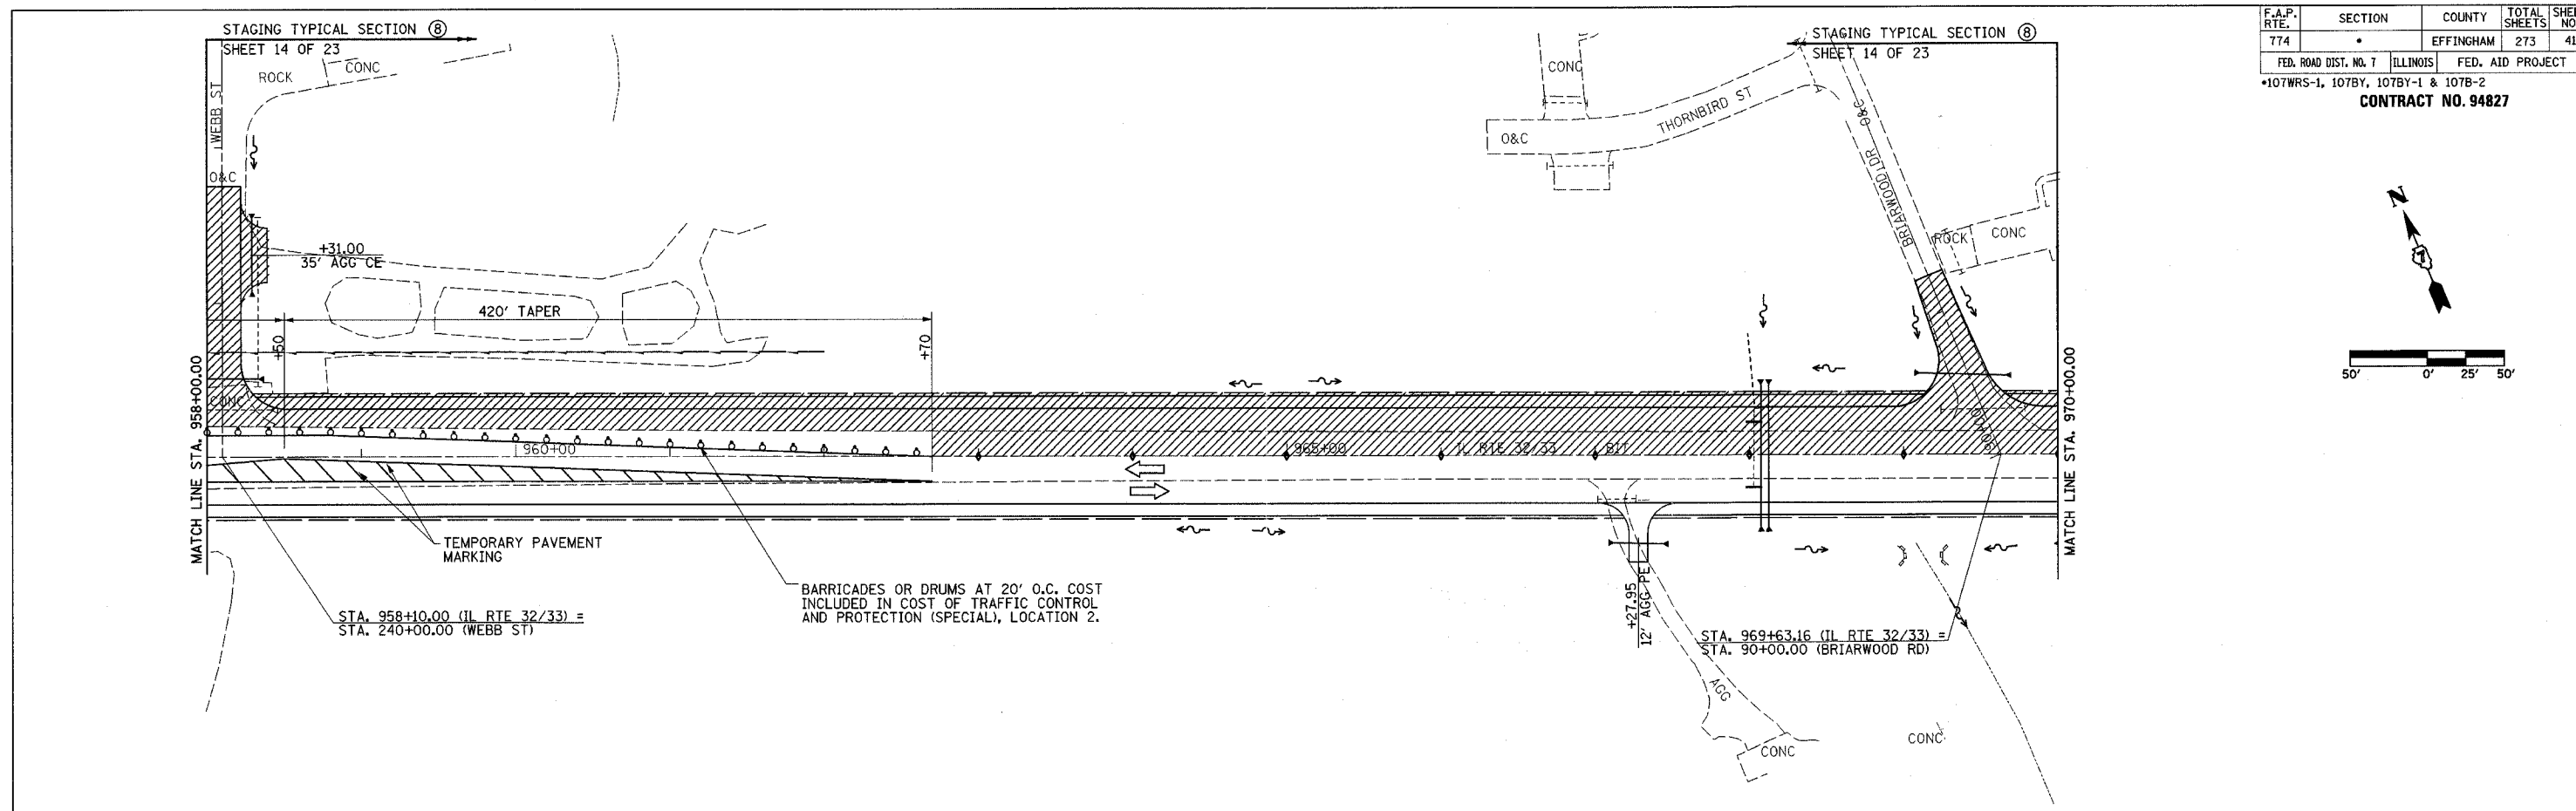 STAGING TYPICAL SECTION 8
SHEET 14 OF 23
STAGING TYPICAL SECTION 8
SHEET 14 OF 23
F.A.P. RTE.
SECTION
COUNTY
TOTAL SHEETS
774
•
EFFINGHAM
273
41
FED. ROAD DIST. NO. 7
ILLINOIS
FED. AID PROJECT
•107WRS-1, 107BY, 107BY-1 & 107B-2
CONTRACT NO. 94827
WEBB ST
ROCK
CONC
O&C
+31.00
35' AGG CE
420' TAPER
+50
+70
CONC
MATCH LINE STA. 958+00.00
960+00
965+00
IL RTE 32/33
BIT
TEMPORARY PAVEMENT
MARKING
BARRICADES OR DRUMS AT 20' O.C. COST
INCLUDED IN COST OF TRAFFIC CONTROL
AND PROTECTION (SPECIAL), LOCATION 2.
STA. 958+10.00 (IL RTE 32/33) =
STA. 240+00.00 (WEBB ST)
CONC
O&C
THORNBIRD ST
O&C
BRIARWOOD DR
ROCK
CONC
90+00
MATCH LINE STA. 970+00.00
+27.95
12' AGG PE
STA. 969+63.16 (IL RTE 32/33) =
STA. 90+00.00 (BRIARWOOD RD)
AGG
CONC
CONC
N
7
50'
0'
25'
50'